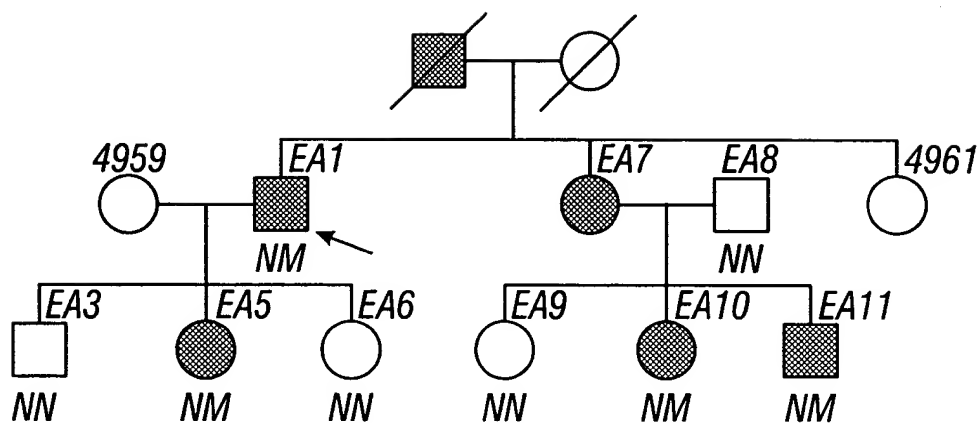 4959 EA1 EA7 EA8 4961
NM NN
EA3 EA5 EA6 EA9 EA10 EA11
NN NM NN NN NM NM